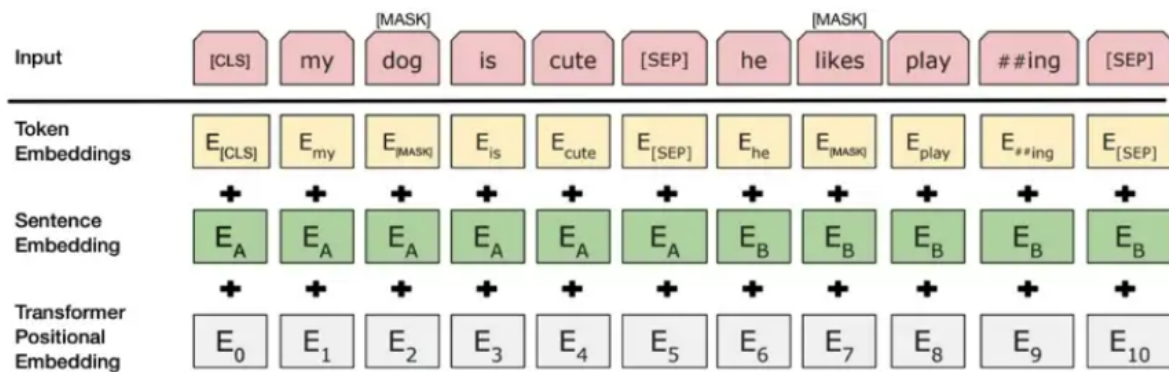 [MASK] [MASK]
Input [CLS] my dog is cute [SEP] he likes play ##ing [SEP]
Token
Embeddings E[CLS] Emy E[MASK] Eis Ecute E[SEP] Ehe E[MASK] Eplay E##ing E[SEP]
+ + + + + + + + + + +
Sentence
Embedding EA EA EA EA EA EA EB EB EB EB EB
+ + + + + + + + + + +
Transformer
Positional
Embedding E0 E1 E2 E3 E4 E5 E6 E7 E8 E9 E10